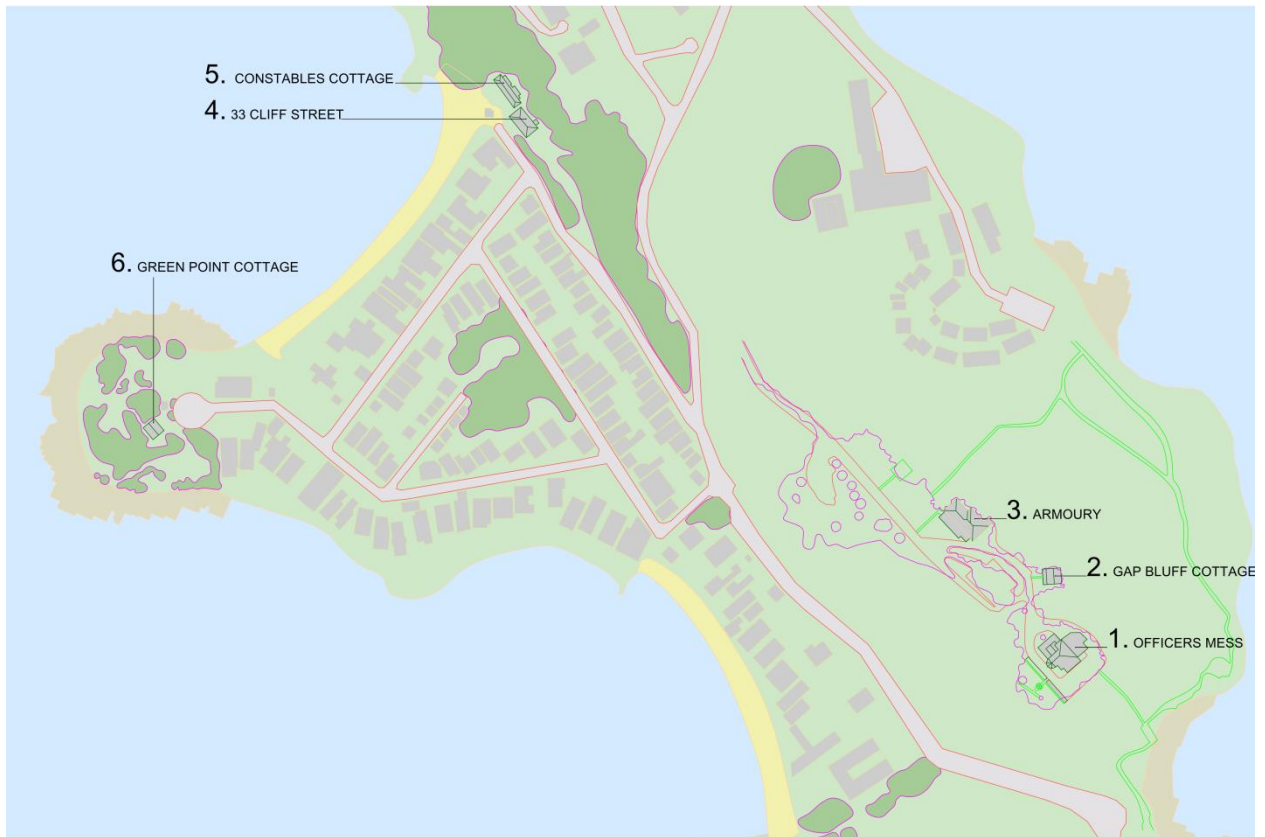 5. CONSTABLES COTTAGE
4. 33 CLIFF STREET
6. GREEN POINT COTTAGE
3. ARMOURY
2. GAP BLUFF COTTAGE
1. OFFICERS MESS